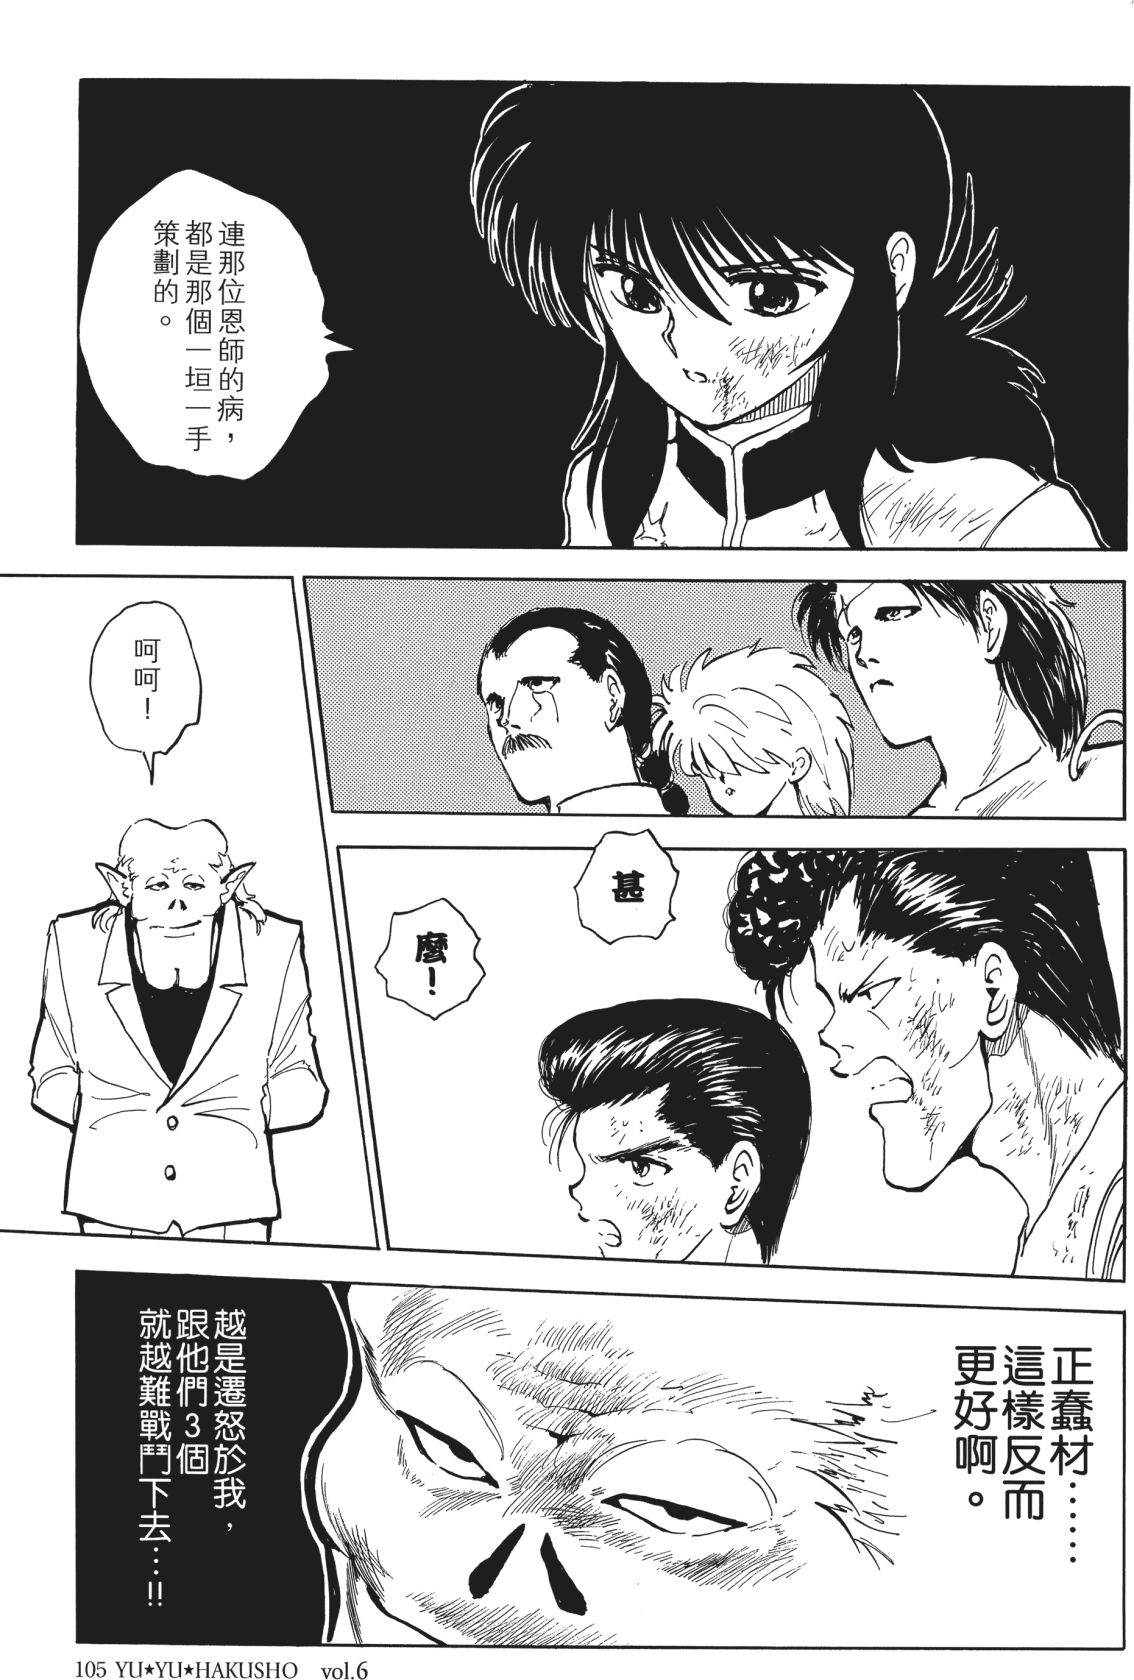 連那位恩師的病，
都是那個一垣一手
策劃的。
甚
麼！
呵呵！
正蠢材……
這樣反而
更好啊。
越是遷怒於我，
跟他們3個
就越難戰鬥下去…!!
105 YU★YU★HAKUSHO vol.6